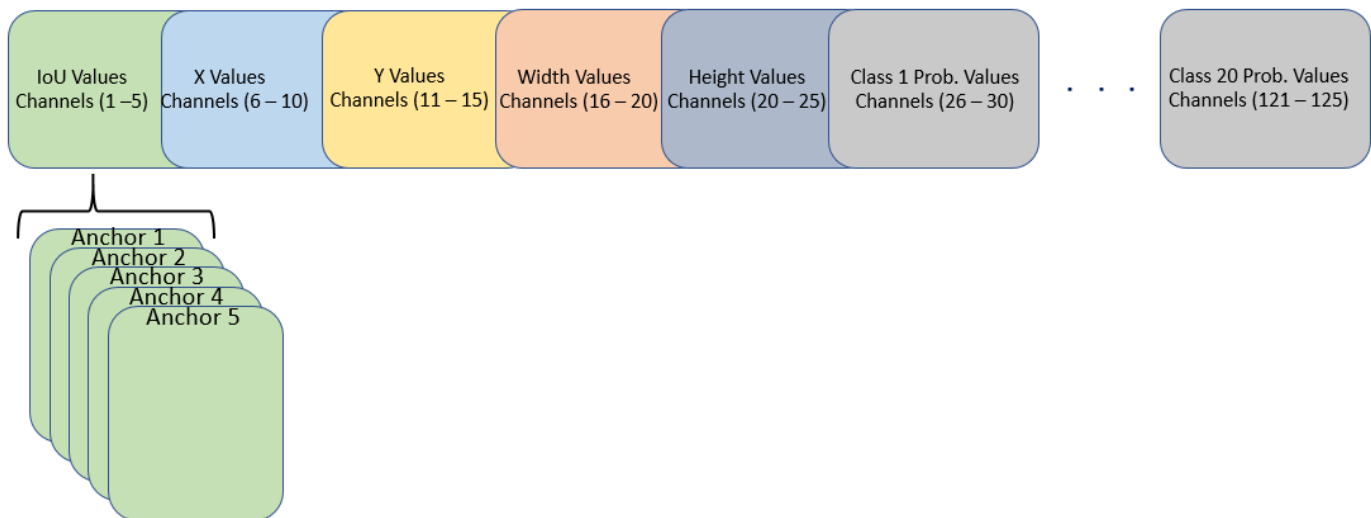 IoU Values
Channels (1 –5)
X Values
Channels (6 – 10)
Y Values
Channels (11 – 15)
Width Values
Channels (16 – 20)
Height Values
Channels (20 – 25)
Class 1 Prob. Values
Channels (26 – 30)
. . . .
Class 20 Prob. Values
Channels (121 – 125)
Anchor 1
Anchor 2
Anchor 3
Anchor 4
Anchor 5